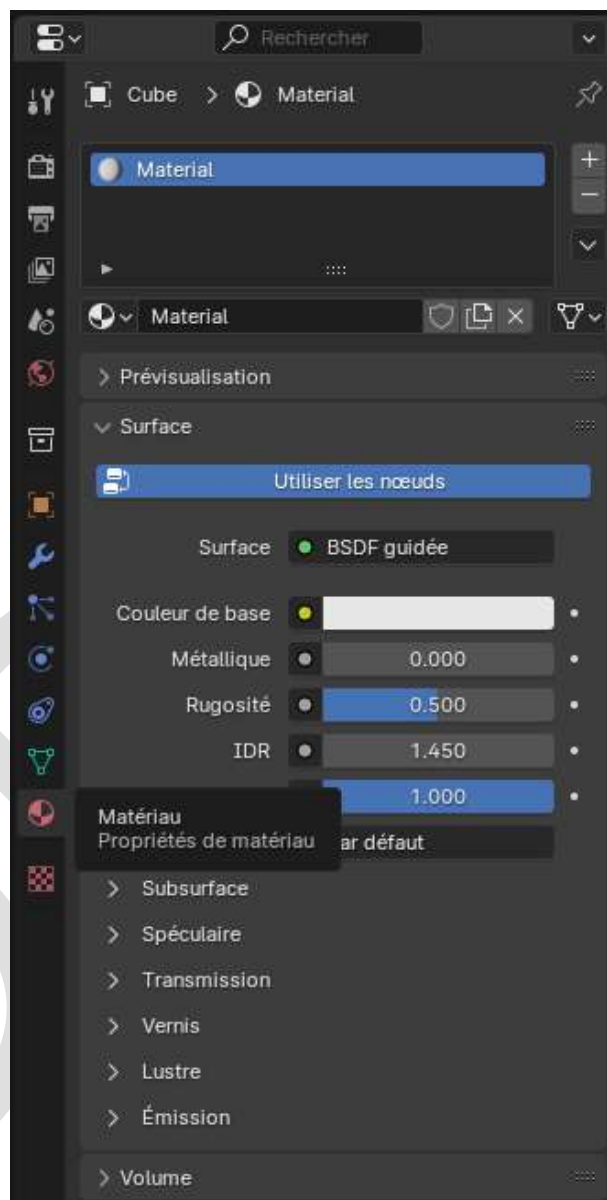 Rechercher
Cube > Material
Material
Material
Prévisualisation
Surface
Utiliser les nœuds
Surface BSDF guidée
Couleur de base
Métallique 0.000
Rugosité 0.500
IDR 1.450
1.000
Matériau
Propriétés de matériau
ar défaut
Subsurface
Spéculaire
Transmission
Vernis
Lustre
Émission
Volume